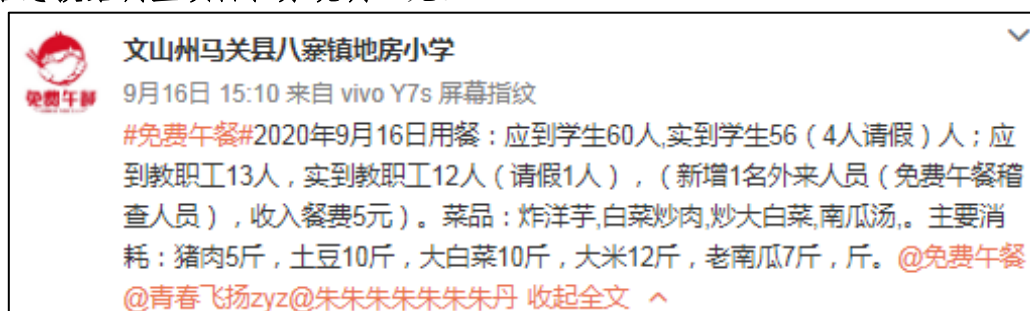 文山州马关县八寨镇地房小学
免费午餐
9月16日 15:10 来自 vivo Y7s 屏幕指纹
#免费午餐#2020年9月16日用餐：应到学生60人,实到学生56（4人请假）人；应
到教职工13人，实到教职工12人（请假1人），（新增1名外来人员（免费午餐稽
查人员），收入餐费5元）。菜品：炸洋芋,白菜炒肉,炒大白菜,南瓜汤,。主要消
耗：猪肉5斤，土豆10斤，大白菜10斤，大米12斤，老南瓜7斤，斤。@免费午餐
@青春飞扬zyz@朱朱朱朱朱朱朱丹 收起全文